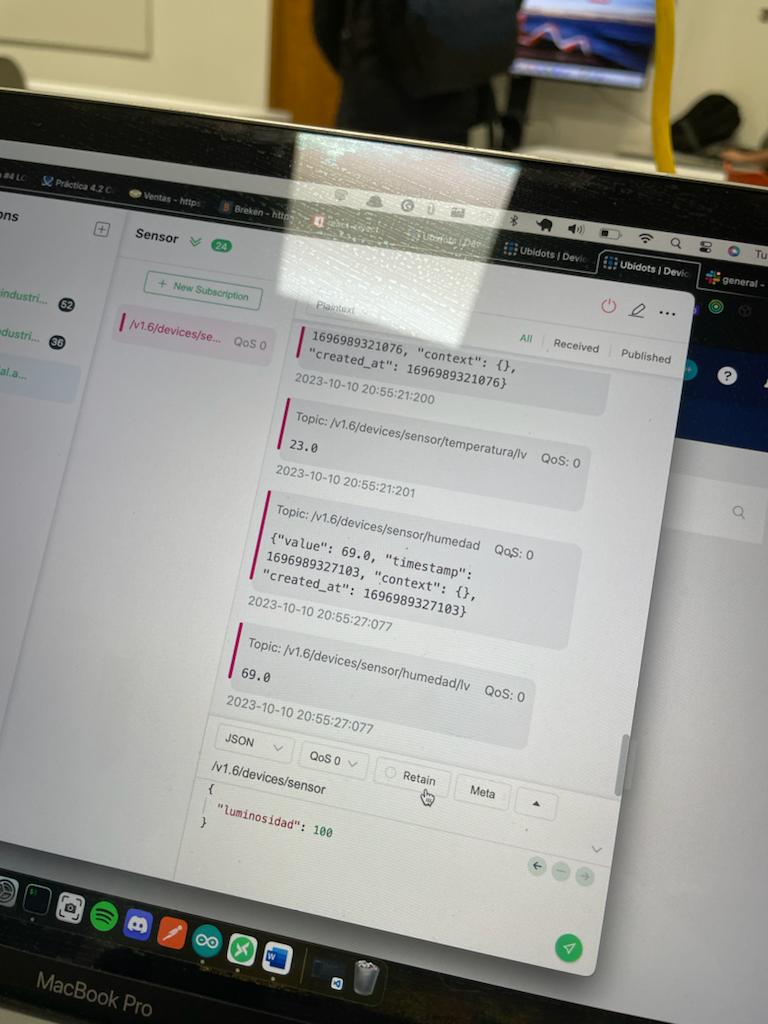 Práctica 4.2 C
Ventas - https
Breken - http
Ubidots | Dev
Ubidots | Devic
Ubidots | Devic
general -
Tu
ons
Sensor
24
+ New Subscription
industri...
52
dustri...
36
al.a...
/v1.6/devices/se...
QoS 0
Plaintext
All
Received
Published
1696989321076, "context": {},
"created_at": 1696989321076}
2023-10-10 20:55:21:200
Topic: /v1.6/devices/sensor/temperatura/lv QoS: 0
23.0
2023-10-10 20:55:21:201
Topic: /v1.6/devices/sensor/humedad QoS: 0
{"value": 69.0, "timestamp":
1696989327103, "context": {},
"created_at": 1696989327103}
2023-10-10 20:55:27:077
Topic: /v1.6/devices/sensor/humedad/lv QoS: 0
69.0
2023-10-10 20:55:27:077
JSON
QoS 0
Retain
Meta
/v1.6/devices/sensor
{
"luminosidad": 100
}
MacBook Pro